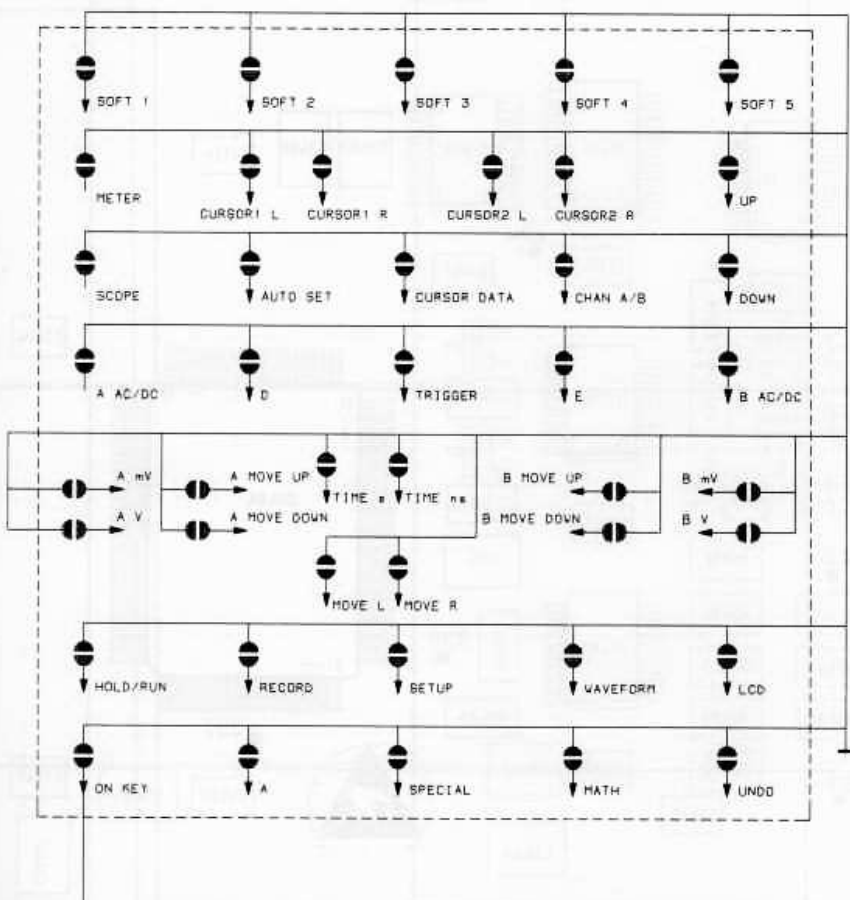 SOFT 1 SOFT 2 SOFT 3 SOFT 4 SOFT 5
METER CURSOR1 L CURSOR1 R CURSOR2 L CURSOR2 R UP
SCOPE AUTO SET CURSOR DATA CHAN A/B DOWN
A AC/DC D TRIGGER E B AC/DC
A mV A MOVE UP TIME s TIME ns B MOVE UP B mV
A V A MOVE DOWN B MOVE DOWN B V
MOVE L MOVE R
HOLD/RUN RECORD SETUP WAVEFORM LCD
ON KEY A SPECIAL MATH UNDO